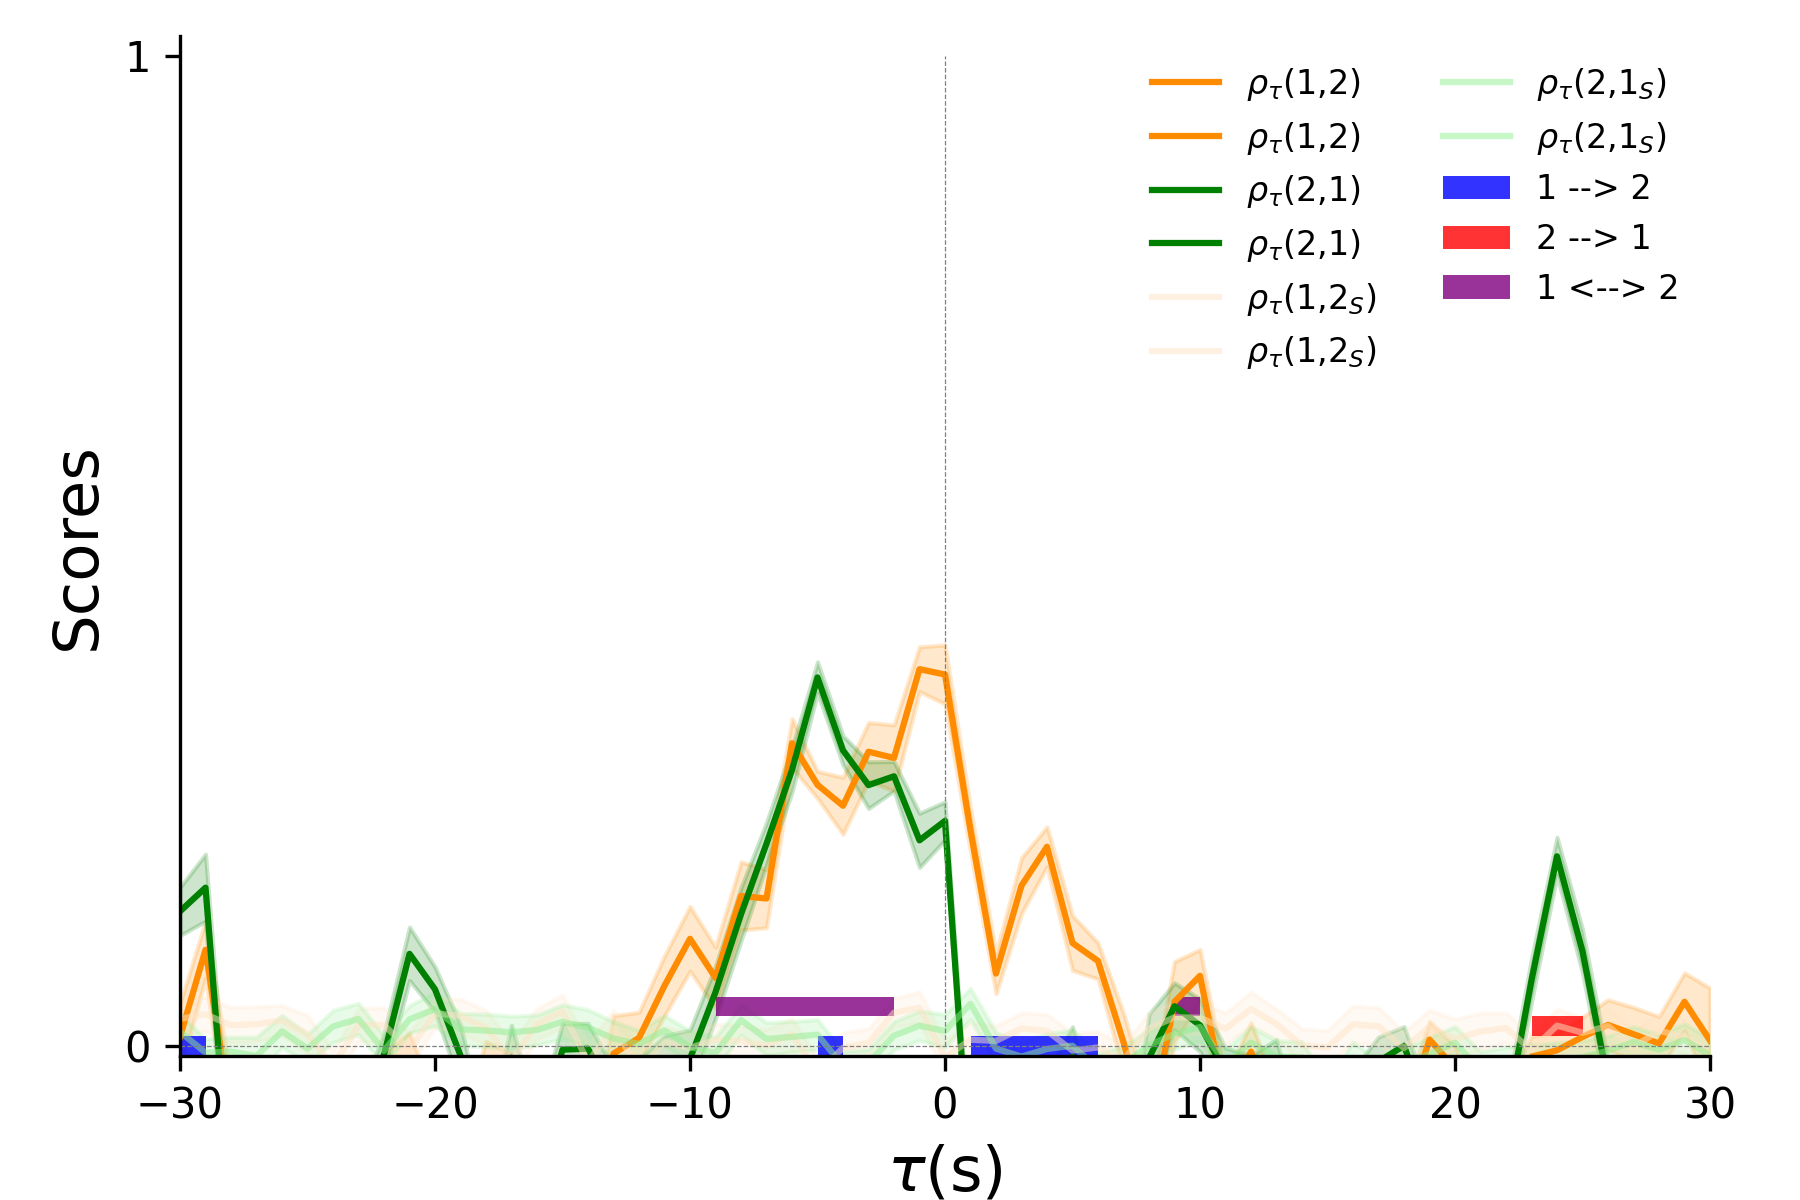 1
ρτ(1,2)
ρτ(1,2)
ρτ(2,1)
ρτ(2,1)
ρτ(1,2S)
ρτ(1,2S)
ρτ(2,1S)
ρτ(2,1S)
1 --> 2
2 --> 1
1 <--> 2
Scores
0
−30 −20 −10 0 10 20 30
τ(s)